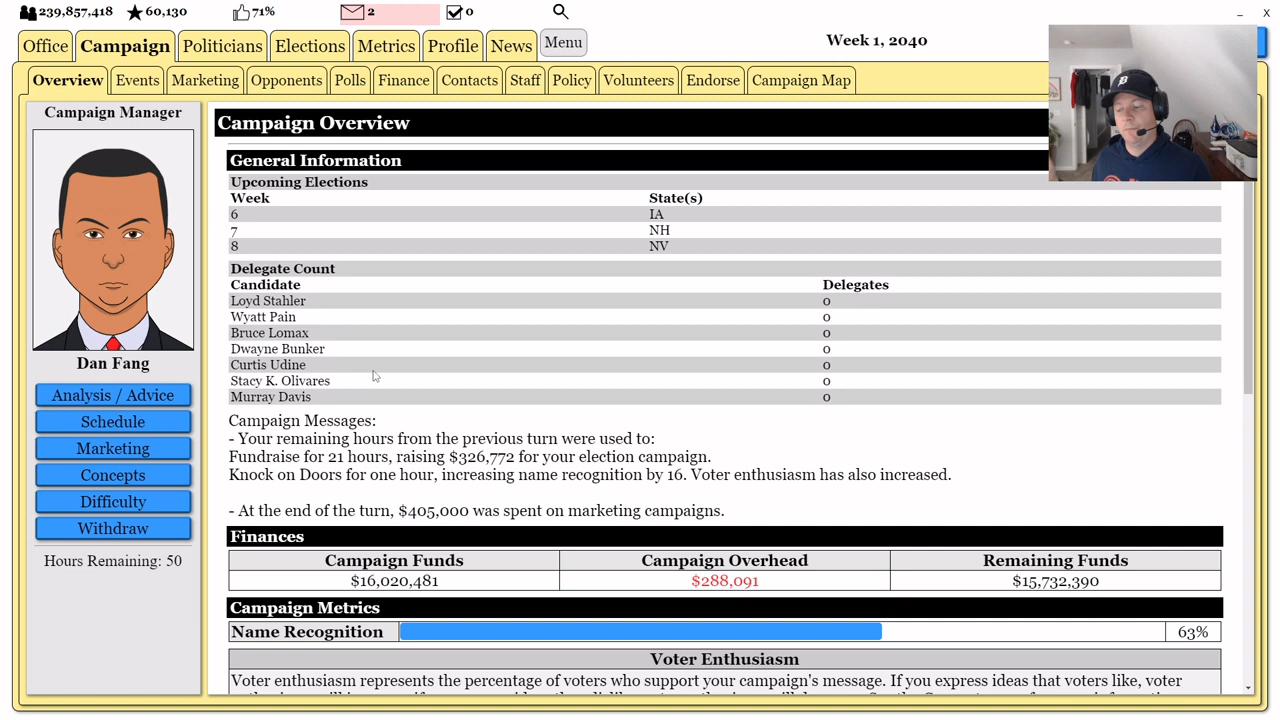 239,857,418 60,130 71% 2 0
_ X
Office Campaign Politicians Elections Metrics Profile News Menu
Week 1, 2040
Overview Events Marketing Opponents Polls Finance Contacts Staff Policy Volunteers Endorse Campaign Map
Campaign Manager
Dan Fang
Analysis / Advice
Schedule
Marketing
Concepts
Difficulty
Withdraw
Hours Remaining: 50
Campaign Overview
General Information
Upcoming Elections
Week State(s)
6 IA
7 NH
8 NV
Delegate Count
Candidate Delegates
Loyd Stahler 0
Wyatt Pain 0
Bruce Lomax 0
Dwayne Bunker 0
Curtis Udine 0
Stacy K. Olivares 0
Murray Davis 0
Campaign Messages:
- Your remaining hours from the previous turn were used to:
Fundraise for 21 hours, raising $326,772 for your election campaign.
Knock on Doors for one hour, increasing name recognition by 16. Voter enthusiasm has also increased.
- At the end of the turn, $405,000 was spent on marketing campaigns.
Finances
Campaign Funds Campaign Overhead Remaining Funds
$16,020,481 $288,091 $15,732,390
Campaign Metrics
Name Recognition 63%
Voter Enthusiasm
Voter enthusiasm represents the percentage of voters who support your campaign's message. If you express ideas that voters like, voter